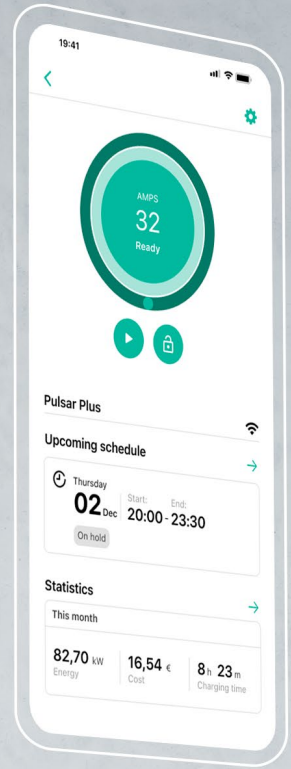 19:41
AMPS
32
Ready
Pulsar Plus
Upcoming schedule
Thursday
02 Dec
Start: End:
20:00 - 23:30
On hold
Statistics
This month
82,70 kW 16,54 € 8 h 23 m
Energy Cost Charging time